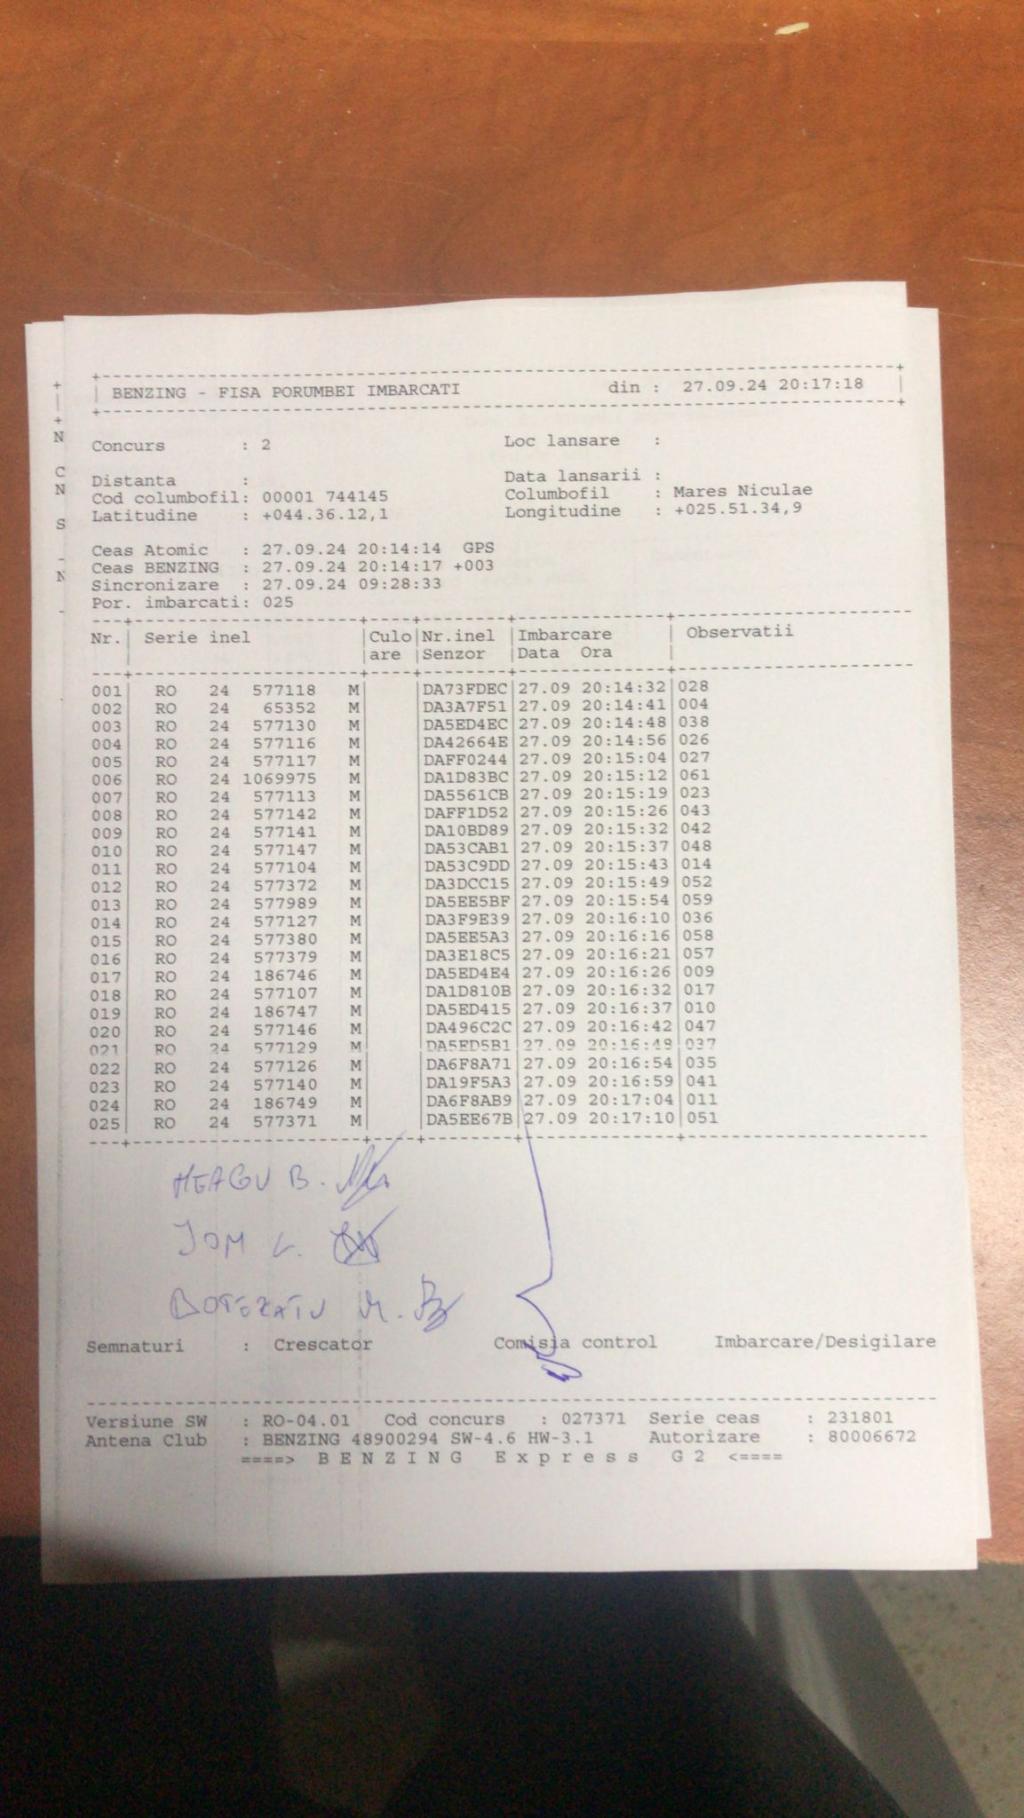 BENZING - FISA PORUMBEI IMBARCATI din : 27.09.24 20:17:18
Concurs : 2 Loc lansare :
Distanta : Data lansarii :
Cod columbofil: 00001 744145 Columbofil : Mares Niculae
Latitudine : +044.36.12,1 Longitudine : +025.51.34,9
Ceas Atomic : 27.09.24 20:14:14 GPS
Ceas BENZING : 27.09.24 20:14:17 +003
Sincronizare : 27.09.24 09:28:33
Por. imbarcati: 025
Nr. Serie inel Culo Nr.inel Imbarcare Observatii
are Senzor Data Ora
001 RO 24 577118 M DA73FDEC 27.09 20:14:32 028
002 RO 24 65352 M DA3A7F51 27.09 20:14:41 004
003 RO 24 577130 M DA5ED4EC 27.09 20:14:48 038
004 RO 24 577116 M DA42664E 27.09 20:14:56 026
005 RO 24 577117 M DAFF0244 27.09 20:15:04 027
006 RO 24 1069975 M DA1D83BC 27.09 20:15:12 061
007 RO 24 577113 M DA5561CB 27.09 20:15:19 023
008 RO 24 577142 M DAFF1D52 27.09 20:15:26 043
009 RO 24 577141 M DA10BD89 27.09 20:15:32 042
010 RO 24 577147 M DA53CAB1 27.09 20:15:37 048
011 RO 24 577104 M DA53C9DD 27.09 20:15:43 014
012 RO 24 577372 M DA3DCC15 27.09 20:15:49 052
013 RO 24 577989 M DA5EE5BF 27.09 20:15:54 059
014 RO 24 577127 M DA3F9E39 27.09 20:16:10 036
015 RO 24 577380 M DA5EE5A3 27.09 20:16:16 058
016 RO 24 577379 M DA3E18C5 27.09 20:16:21 057
017 RO 24 186746 M DA5ED4E4 27.09 20:16:26 009
018 RO 24 577107 M DA1D810B 27.09 20:16:32 017
019 RO 24 186747 M DA5ED415 27.09 20:16:37 010
020 RO 24 577146 M DA496C2C 27.09 20:16:42 047
021 RO 24 577129 M DA5ED5B1 27.09 20:16:48 037
022 RO 24 577126 M DA6F8A71 27.09 20:16:54 035
023 RO 24 577140 M DA19F5A3 27.09 20:16:59 041
024 RO 24 186749 M DA6F8AB9 27.09 20:17:04 011
025 RO 24 577371 M DA5EE67B 27.09 20:17:10 051
NEAGU B.
ION L.
BOTEZATU M.
Semnaturi : Crescator Comisia control Imbarcare/Desigilare
Versiune SW : RO-04.01 Cod concurs : 027371 Serie ceas : 231801
Antena Club : BENZING 48900294 SW-4.6 HW-3.1 Autorizare : 80006672
====> B E N Z I N G E x p r e s s G 2 <====